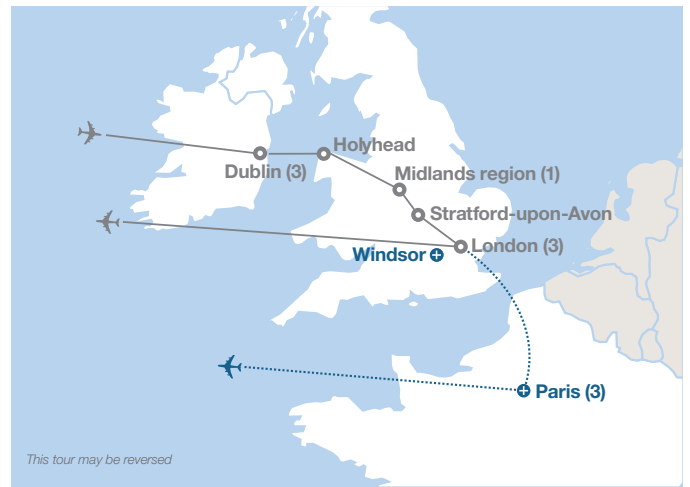 Holyhead
Dublin (3)
Midlands region (1)
Stratford-upon-Avon
London (3)
Windsor
Paris (3)
This tour may be reversed